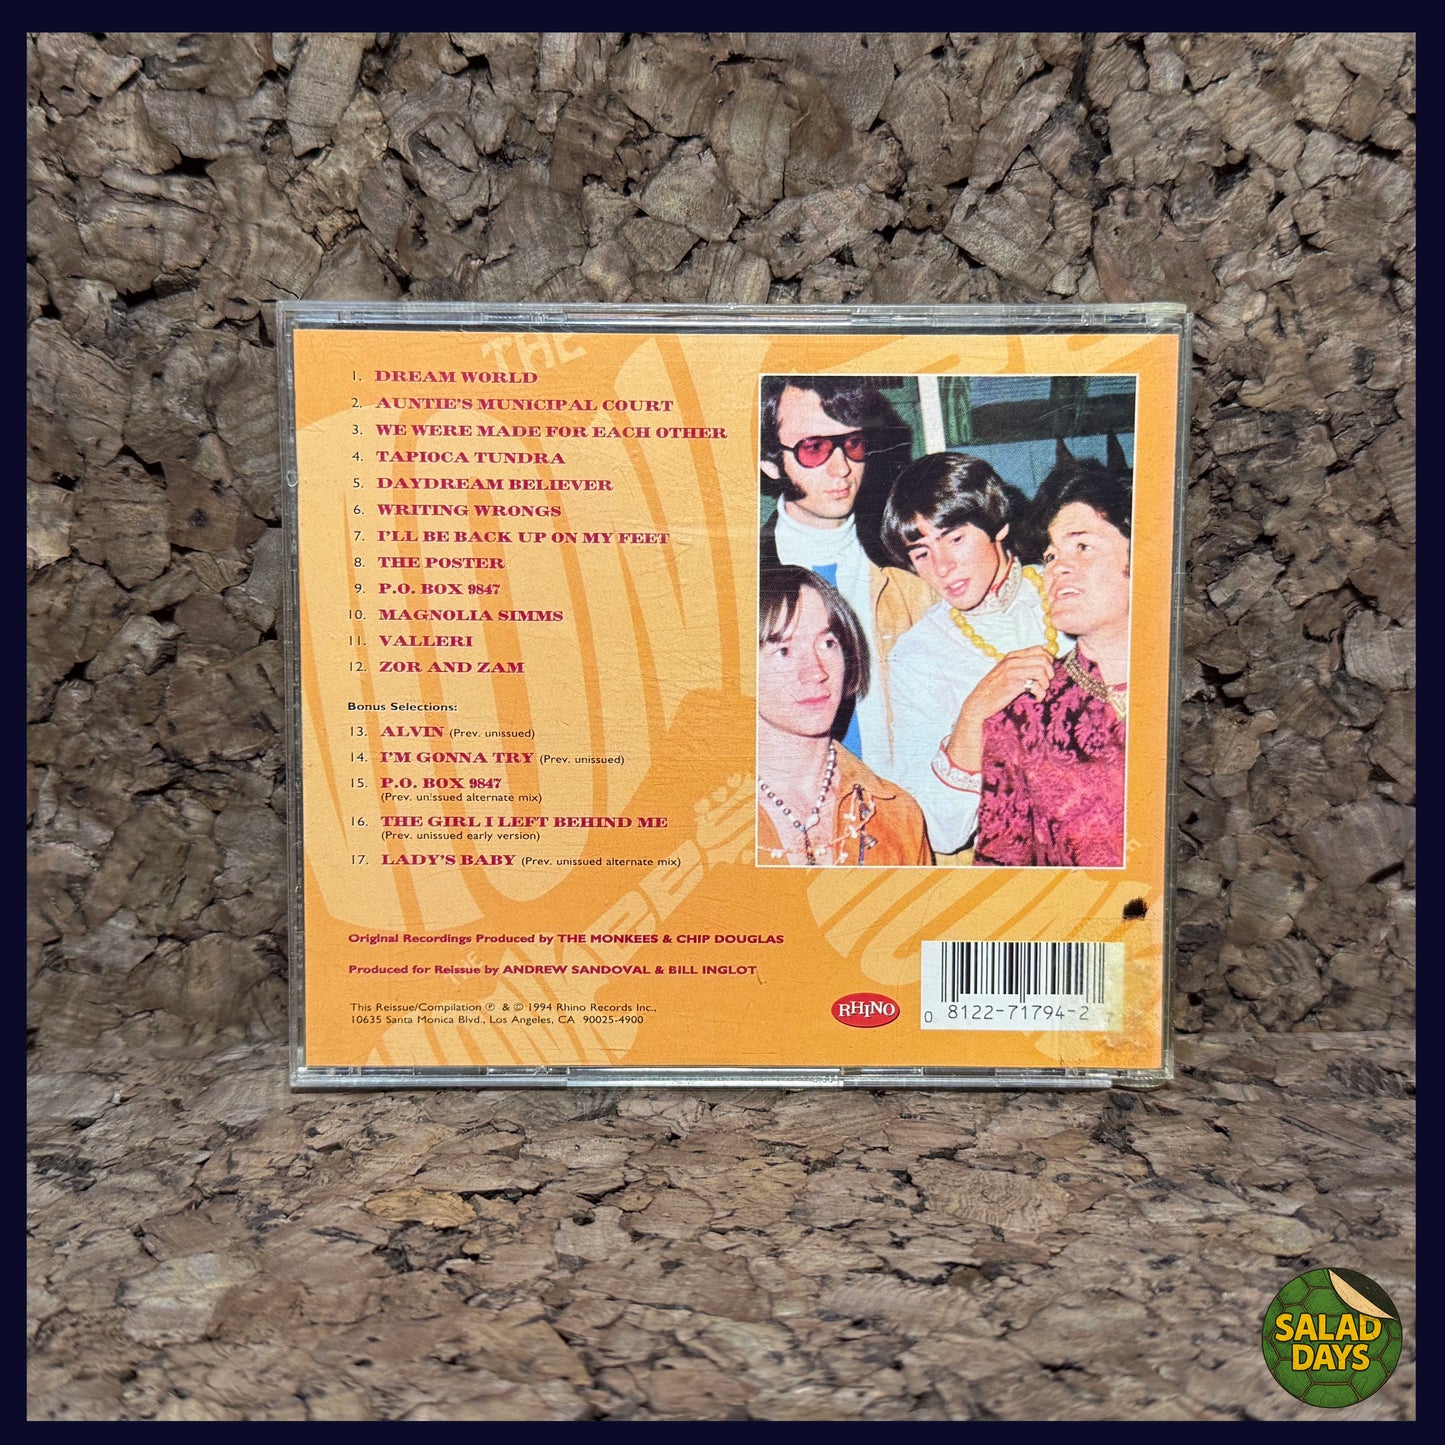 THE
1. DREAM WORLD
2. AUNTIE'S MUNICIPAL COURT
3. WE WERE MADE FOR EACH OTHER
4. TAPIOCA TUNDRA
5. DAYDREAM BELIEVER
6. WRITING WRONGS
7. I'LL BE BACK UP ON MY FEET
8. THE POSTER
9. P.O. BOX 9847
10. MAGNOLIA SIMMS
11. VALLERI
12. ZOR AND ZAM
Bonus Selections:
13. ALVIN (Prev. unissued)
14. I'M GONNA TRY (Prev. unissued)
15. P.O. BOX 9847
(Prev. unissued alternate mix)
16. THE GIRL I LEFT BEHIND ME
(Prev. unissued early version)
17. LADY'S BABY (Prev. unissued alternate mix)
Original Recordings Produced by THE MONKEES & CHIP DOUGLAS
Produced for Reissue by ANDREW SANDOVAL & BILL INGLOT
This Reissue/Compilation ℗ & © 1994 Rhino Records Inc.,
10635 Santa Monica Blvd., Los Angeles, CA 90025-4900
RHINO
0 8122-71794-2 7
SALAD
DAYS